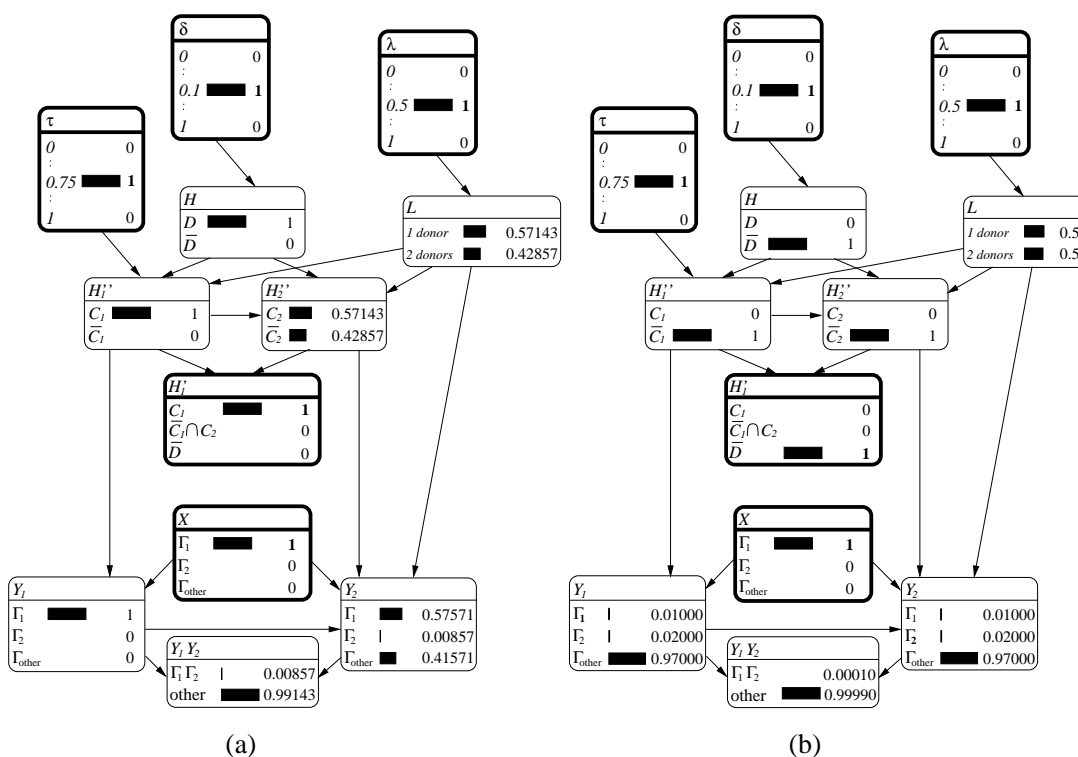 δ
0 0
:
0.1 1
:
1 0
λ
0 0
:
0.5 1
:
1 0
τ
0 0
:
0.75 1
:
1 0
H
D 1
D̅ 0
L
1 donor 0.57143
2 donors 0.42857
H₁''
C₁ 1
C̅₁ 0
H₂''
C₂ 0.57143
C̅₂ 0.42857
H₁'
C₁ 1
C̅₁∩C₂ 0
D̅ 0
X
Γ₁ 1
Γ₂ 0
Γother 0
Y₁
Γ₁ 1
Γ₂ 0
Γother 0
Y₂
Γ₁ 0.57571
Γ₂ 0.00857
Γother 0.41571
Y₁ Y₂
Γ₁ Γ₂ 0.00857
other 0.99143
(a)
δ
0 0
:
0.1 1
:
1 0
λ
0 0
:
0.5 1
:
1 0
τ
0 0
:
0.75 1
:
1 0
H
D 0
D̅ 1
L
1 donor 0.5
2 donors 0.5
H₁''
C₁ 0
C̅₁ 1
H₂''
C₂ 0
C̅₂ 1
H₁'
C₁ 0
C̅₁∩C₂ 0
D̅ 1
X
Γ₁ 1
Γ₂ 0
Γother 0
Y₁
Γ₁ 0.01000
Γ₂ 0.02000
Γother 0.97000
Y₂
Γ₁ 0.01000
Γ₂ 0.02000
Γother 0.97000
Y₁ Y₂
Γ₁ Γ₂ 0.00010
other 0.99990
(b)